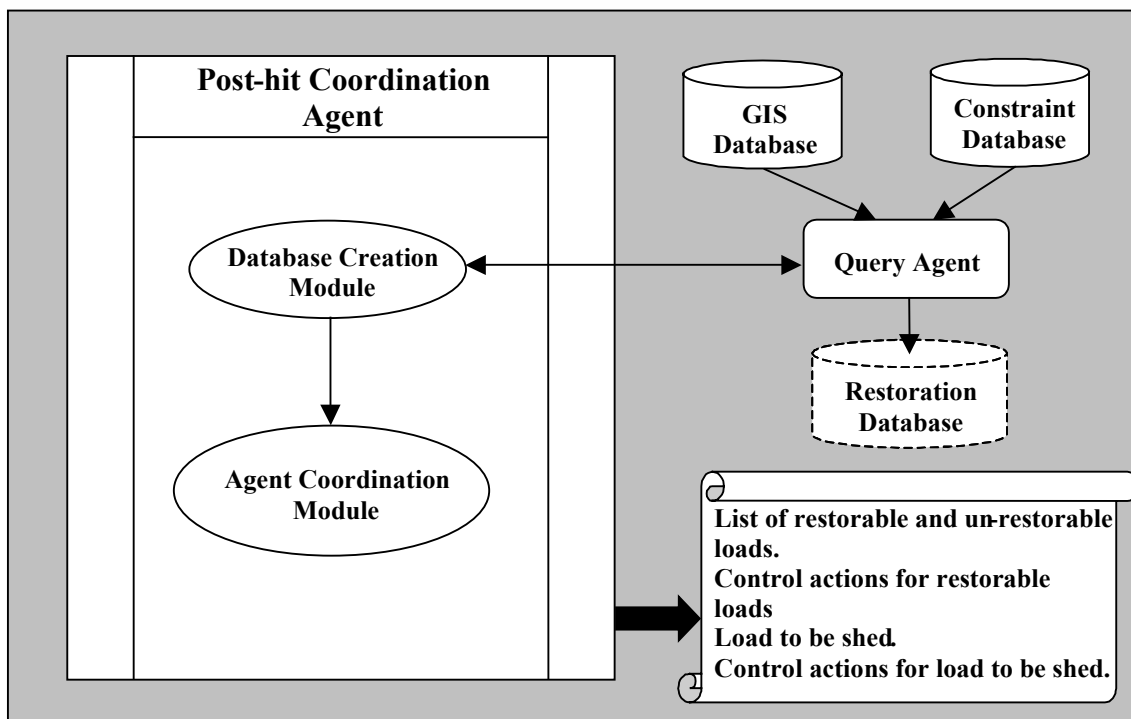 Post-hit Coordination
Agent
GIS
Database
Constraint
Database
Database Creation
Module
Query Agent
Restoration
Database
Agent Coordination
Module
List of restorable and un-restorable
loads.
Control actions for restorable
loads
Load to be shed.
Control actions for load to be shed.